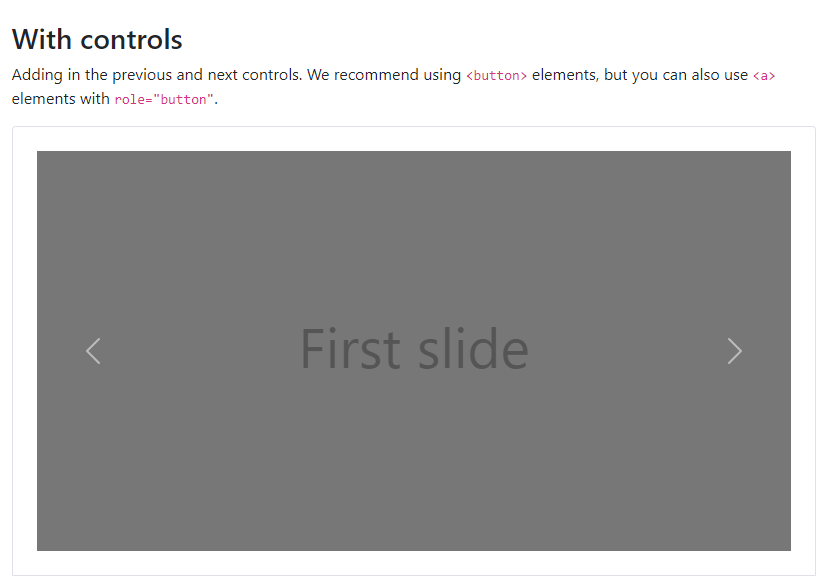 With controls
Adding in the previous and next controls. We recommend using <button> elements, but you can also use <a>
elements with role="button".
First slide